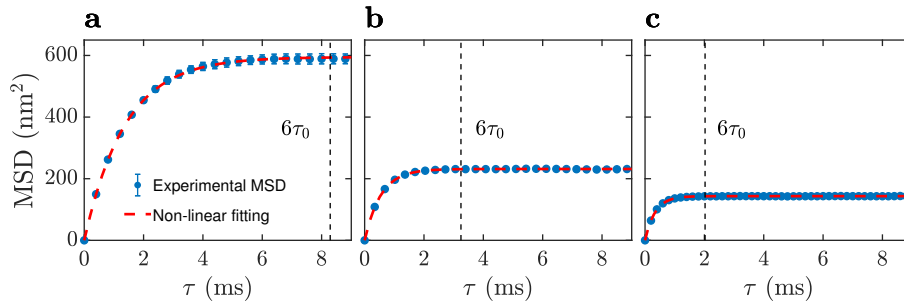 a b c
600
400
200
0
MSD (nm²)
6τ₀
6τ₀
6τ₀
Experimental MSD
Non-linear fitting
0 2 4 6 8 0 2 4 6 8 0 2 4 6 8
τ (ms) τ (ms) τ (ms)